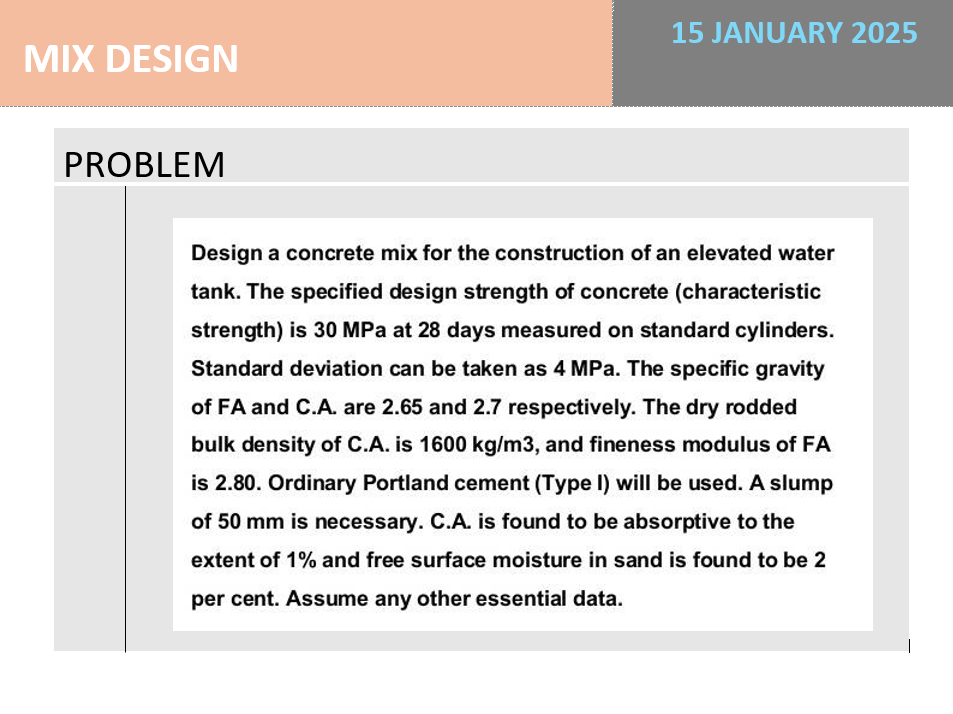 MIX DESIGN
15 JANUARY 2025
PROBLEM
Design a concrete mix for the construction of an elevated water
tank. The specified design strength of concrete (characteristic
strength) is 30 MPa at 28 days measured on standard cylinders.
Standard deviation can be taken as 4 MPa. The specific gravity
of FA and C.A. are 2.65 and 2.7 respectively. The dry rodded
bulk density of C.A. is 1600 kg/m3, and fineness modulus of FA
is 2.80. Ordinary Portland cement (Type I) will be used. A slump
of 50 mm is necessary. C.A. is found to be absorptive to the
extent of 1% and free surface moisture in sand is found to be 2
per cent. Assume any other essential data.